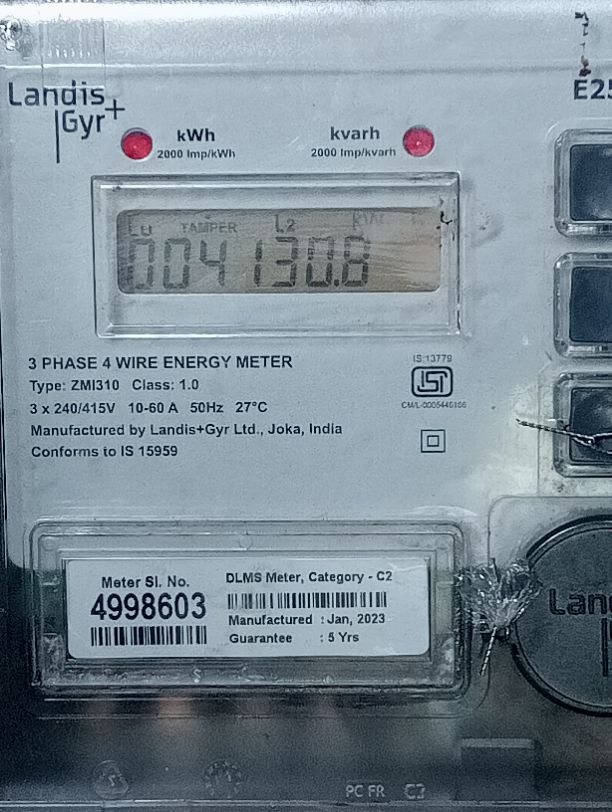 Landis
Gyr+
E25
kWh
2000 Imp/kWh
kvarh
2000 Imp/kvarh
TAMPER L2 kW
004130.8
3 PHASE 4 WIRE ENERGY METER
Type: ZMI310 Class: 1.0
3 x 240/415V 10-60 A 50Hz 27°C
Manufactured by Landis+Gyr Ltd., Joka, India
Conforms to IS 15959
IS:13779
ISI
Meter Sl. No.
4998603
DLMS Meter, Category - C2
Manufactured : Jan, 2023
Guarantee : 5 Yrs
Lan
PC FR